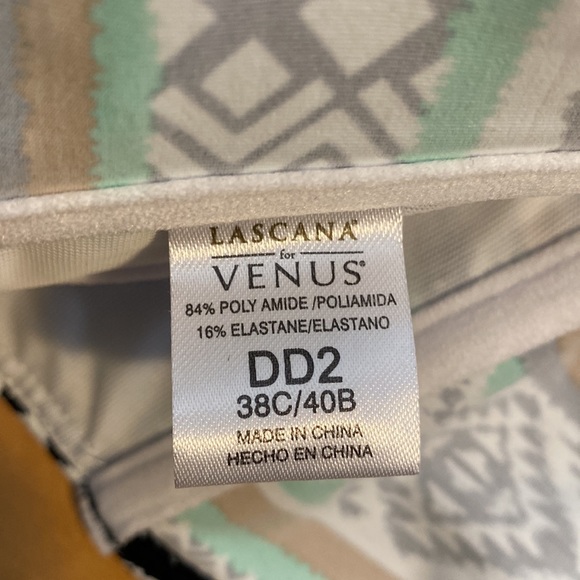 LASCANA®
for
VENUS®
84% POLY AMIDE /POLIAMIDA
16% ELASTANE/ELASTANO
DD2
38C/40B
MADE IN CHINA
HECHO EN CHINA